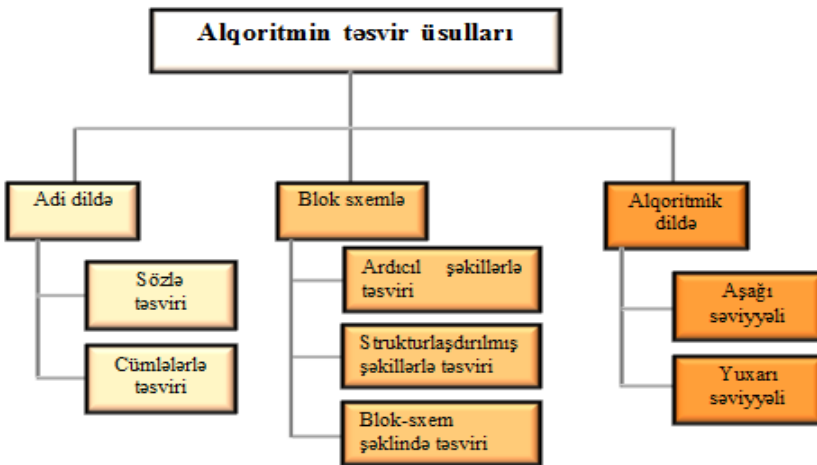 Alqoritmin təsvir üsulları
Adi dildə
Sözlə
təsviri
Cümlələrlə
təsviri
Blok sxemlə
Ardıcıl şəkillərlə
təsviri
Strukturlaşdırılmış
şəkillərlə təsviri
Blok-sxem
şəklində təsviri
Alqoritmik
dildə
Aşağı
səviyyəli
Yuxarı
səviyyəli